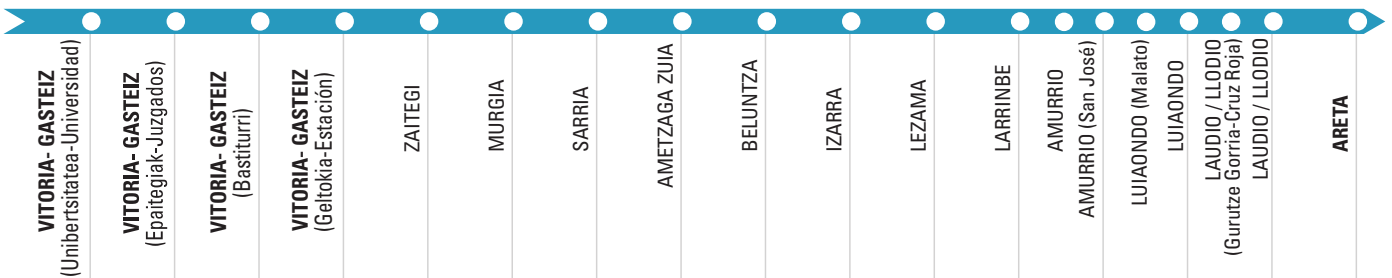 VITORIA- GASTEIZ
(Unibertsitatea-Universidad)
VITORIA- GASTEIZ
(Epaitegiak-Juzgados)
VITORIA- GASTEIZ
(Bastiturri)
VITORIA- GASTEIZ
(Geltokia-Estación)
ZAITEGI
MURGIA
SARRIA
AMETZAGA ZUIA
BELUNTZA
IZARRA
LEZAMA
LARRINBE
AMURRIO
AMURRIO (San José)
LUIAONDO (Malato)
LUIAONDO
LAUDIO / LLODIO
(Gurutze Gorria-Cruz Roja)
LAUDIO / LLODIO
ARETA